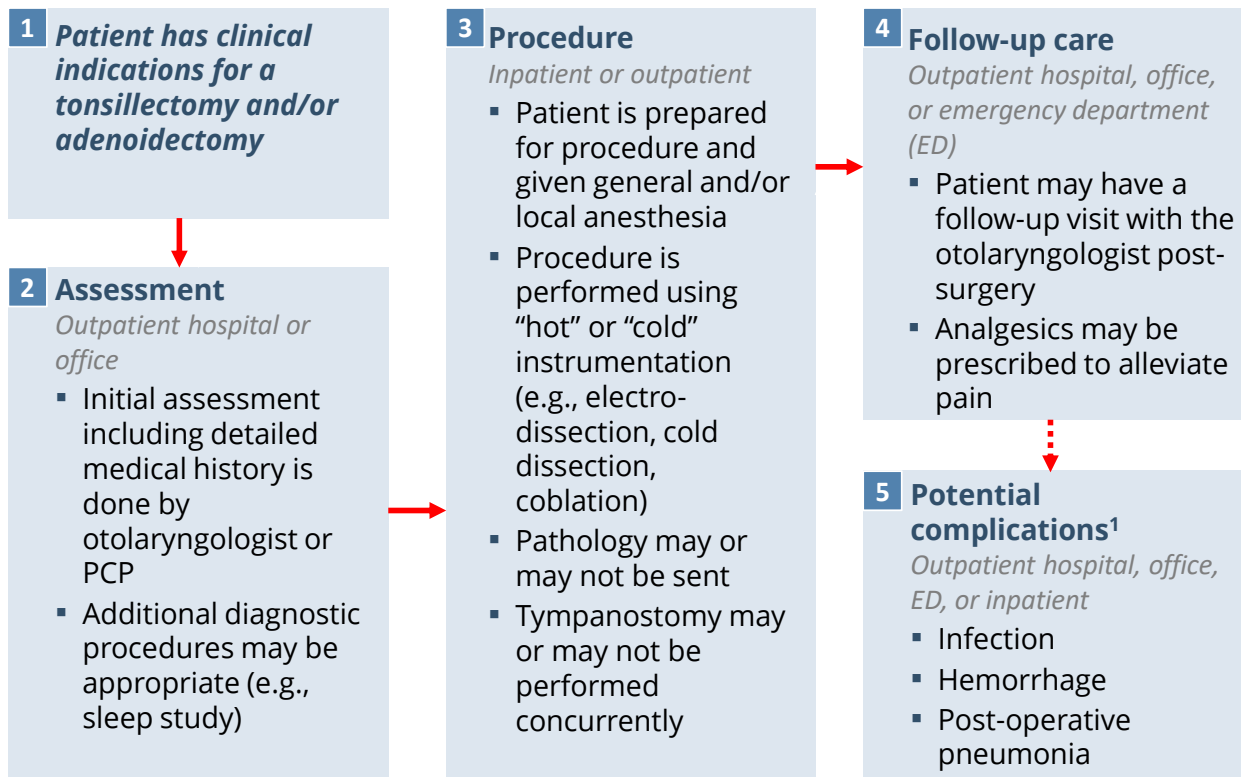 1
Patient has clinical
indications for a
tonsillectomy and/or
adenoidectomy
2
Assessment
Outpatient hospital or
office
▪ Initial assessment
including detailed
medical history is
done by
otolaryngologist or
PCP
▪ Additional diagnostic
procedures may be
appropriate (e.g.,
sleep study)
3
Procedure
Inpatient or outpatient
▪ Patient is prepared
for procedure and
given general and/or
local anesthesia
▪ Procedure is
performed using
“hot” or “cold”
instrumentation
(e.g., electro-
dissection, cold
dissection,
coblation)
▪ Pathology may or
may not be sent
▪ Tympanostomy may
or may not be
performed
concurrently
4
Follow-up care
Outpatient hospital, office,
or emergency department
(ED)
▪ Patient may have a
follow-up visit with the
otolaryngologist post-
surgery
▪ Analgesics may be
prescribed to alleviate
pain
5
Potential
complications¹
Outpatient hospital, office,
ED, or inpatient
▪ Infection
▪ Hemorrhage
▪ Post-operative
pneumonia